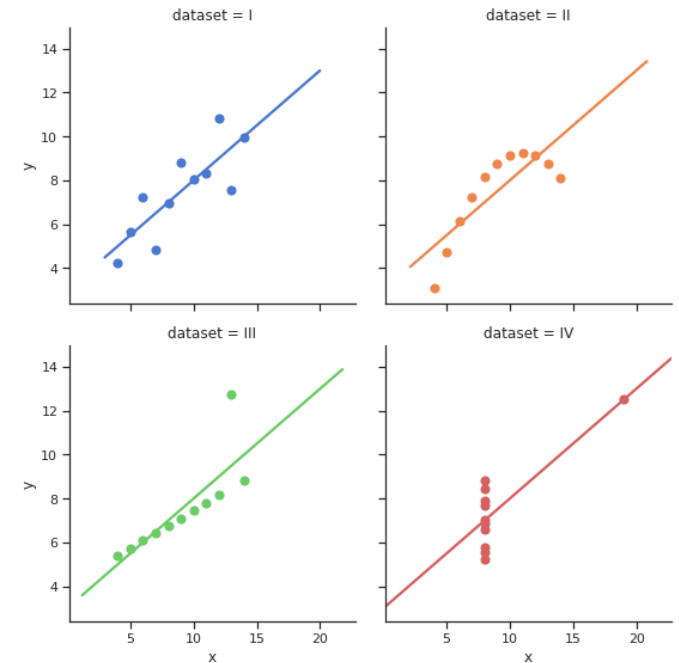 dataset = I
dataset = II
14
12
10
8
6
4
y
dataset = III
dataset = IV
14
12
10
8
6
4
y
5
10
15
20
5
10
15
20
x
x